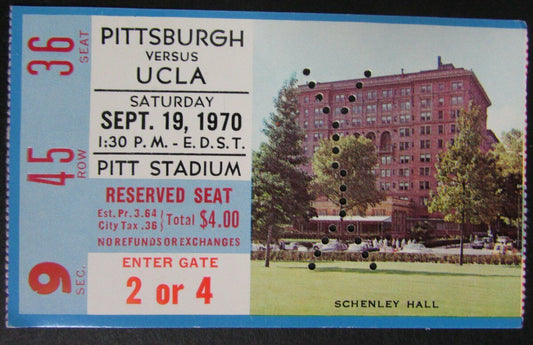 36
SEAT
45
ROW
9
SEC.
PITTSBURGH
VERSUS
UCLA
SATURDAY
SEPT. 19, 1970
1:30 P.M. - E.D.S.T.
PITT STADIUM
RESERVED SEAT
Est. Pr. 3.64
City Tax .36
Total $4.00
NO REFUNDS OR EXCHANGES
ENTER GATE
2 or 4
SCHENLEY HALL